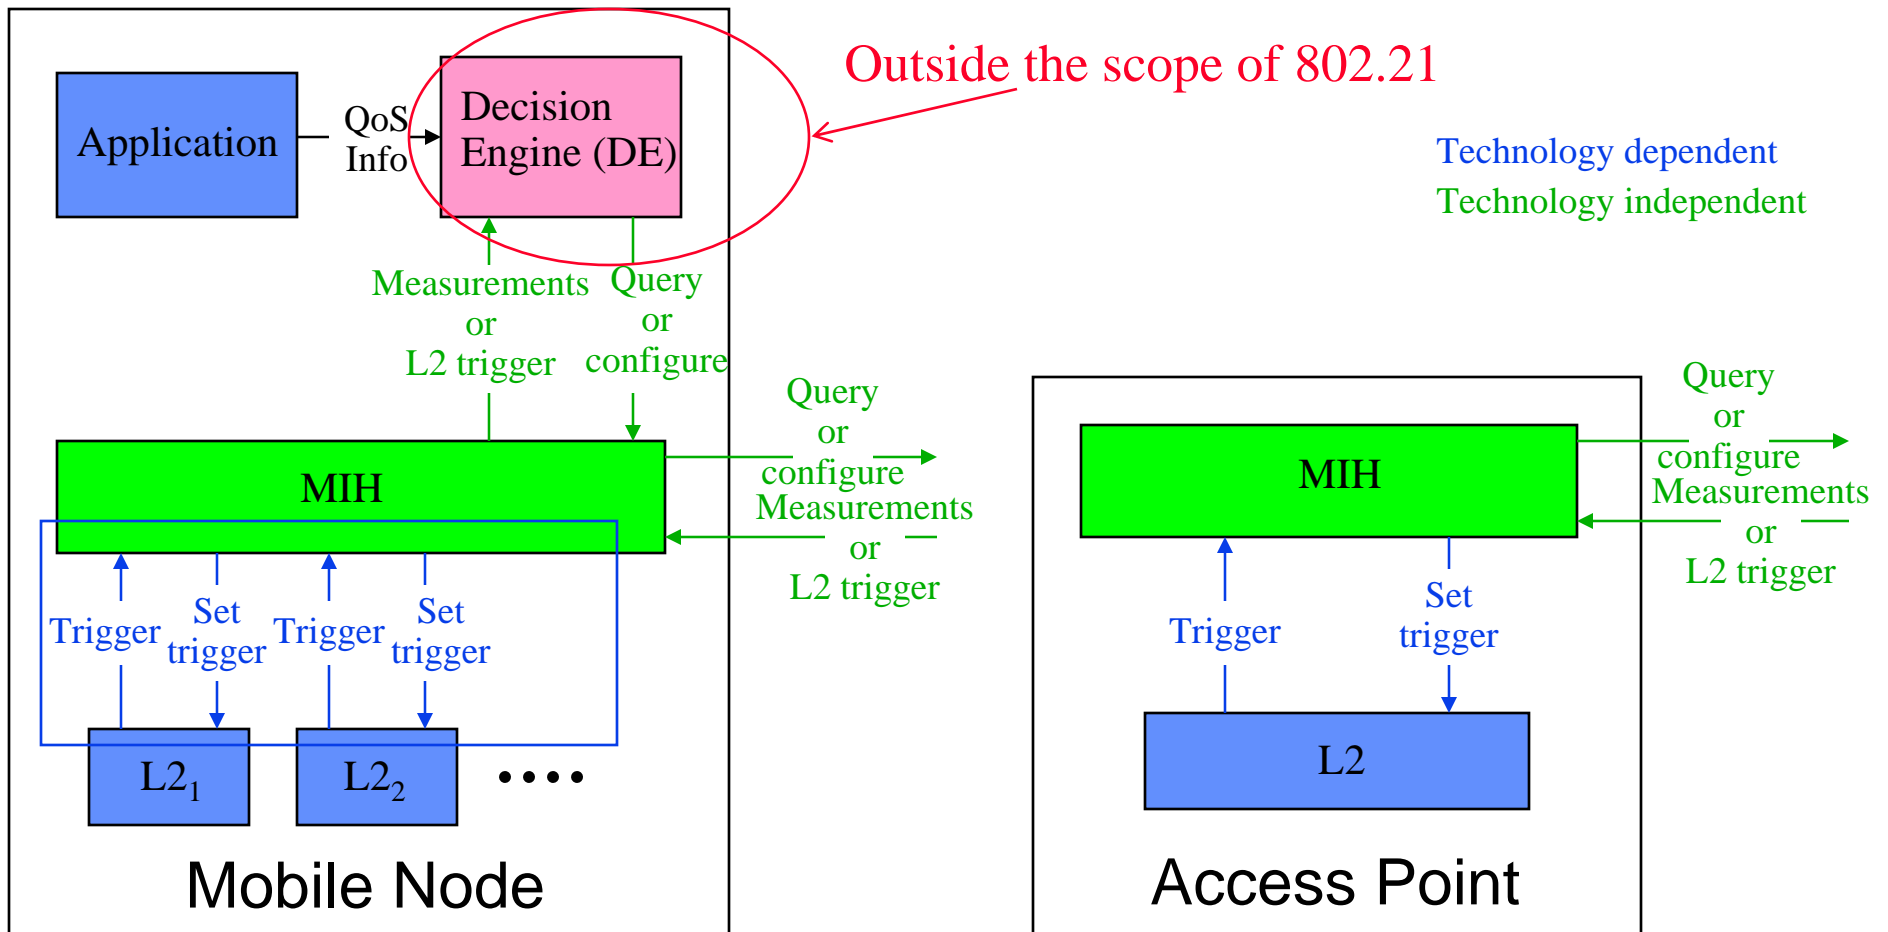 Outside the scope of 802.21
Application
QoS
Info
Decision
Engine (DE)
Technology dependent
Technology independent
Measurements
or
L2 trigger
Query
or
configure
MIH
Query
or
configure
Measurements
or
L2 trigger
Trigger
Set
trigger
Trigger
Set
trigger
L2₁
L2₂
Mobile Node
MIH
Query
or
configure
Measurements
or
L2 trigger
Trigger
Set
trigger
L2
Access Point